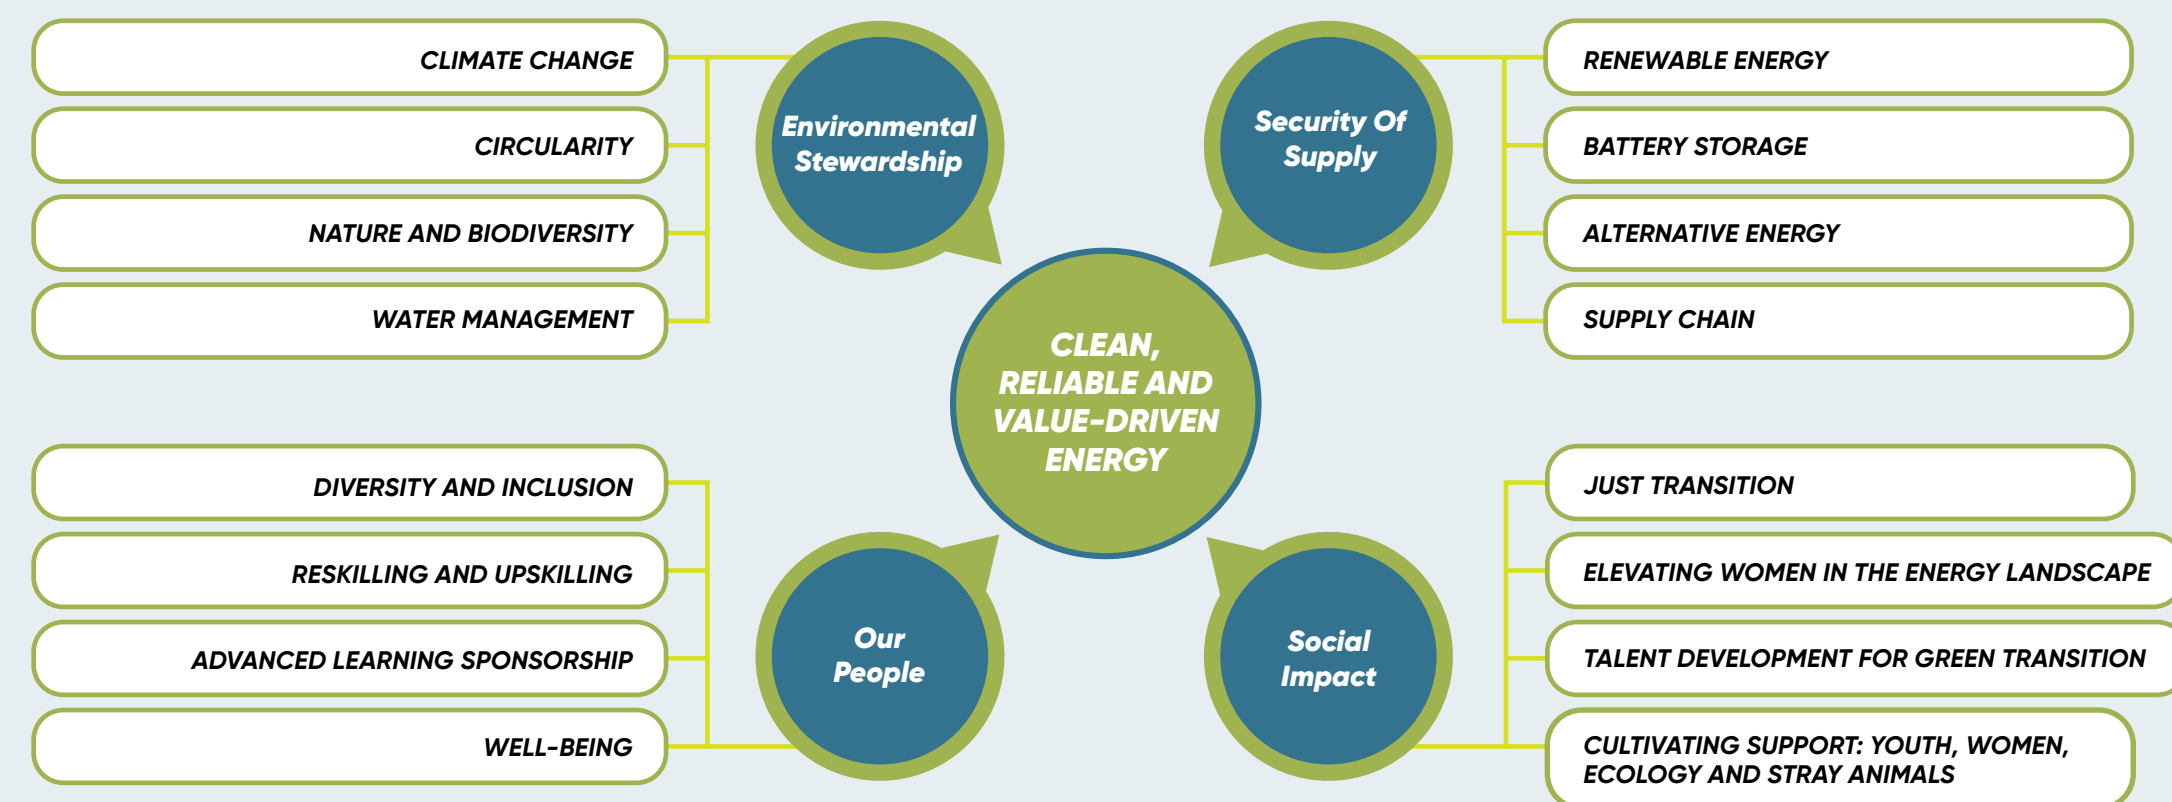 CLIMATE CHANGE
CIRCULARITY
NATURE AND BIODIVERSITY
WATER MANAGEMENT
Environmental
Stewardship
Security Of
Supply
RENEWABLE ENERGY
BATTERY STORAGE
ALTERNATIVE ENERGY
SUPPLY CHAIN
CLEAN,
RELIABLE AND
VALUE-DRIVEN
ENERGY
DIVERSITY AND INCLUSION
RESKILLING AND UPSKILLING
ADVANCED LEARNING SPONSORSHIP
WELL-BEING
Our
People
Social
Impact
JUST TRANSITION
ELEVATING WOMEN IN THE ENERGY LANDSCAPE
TALENT DEVELOPMENT FOR GREEN TRANSITION
CULTIVATING SUPPORT: YOUTH, WOMEN,
ECOLOGY AND STRAY ANIMALS